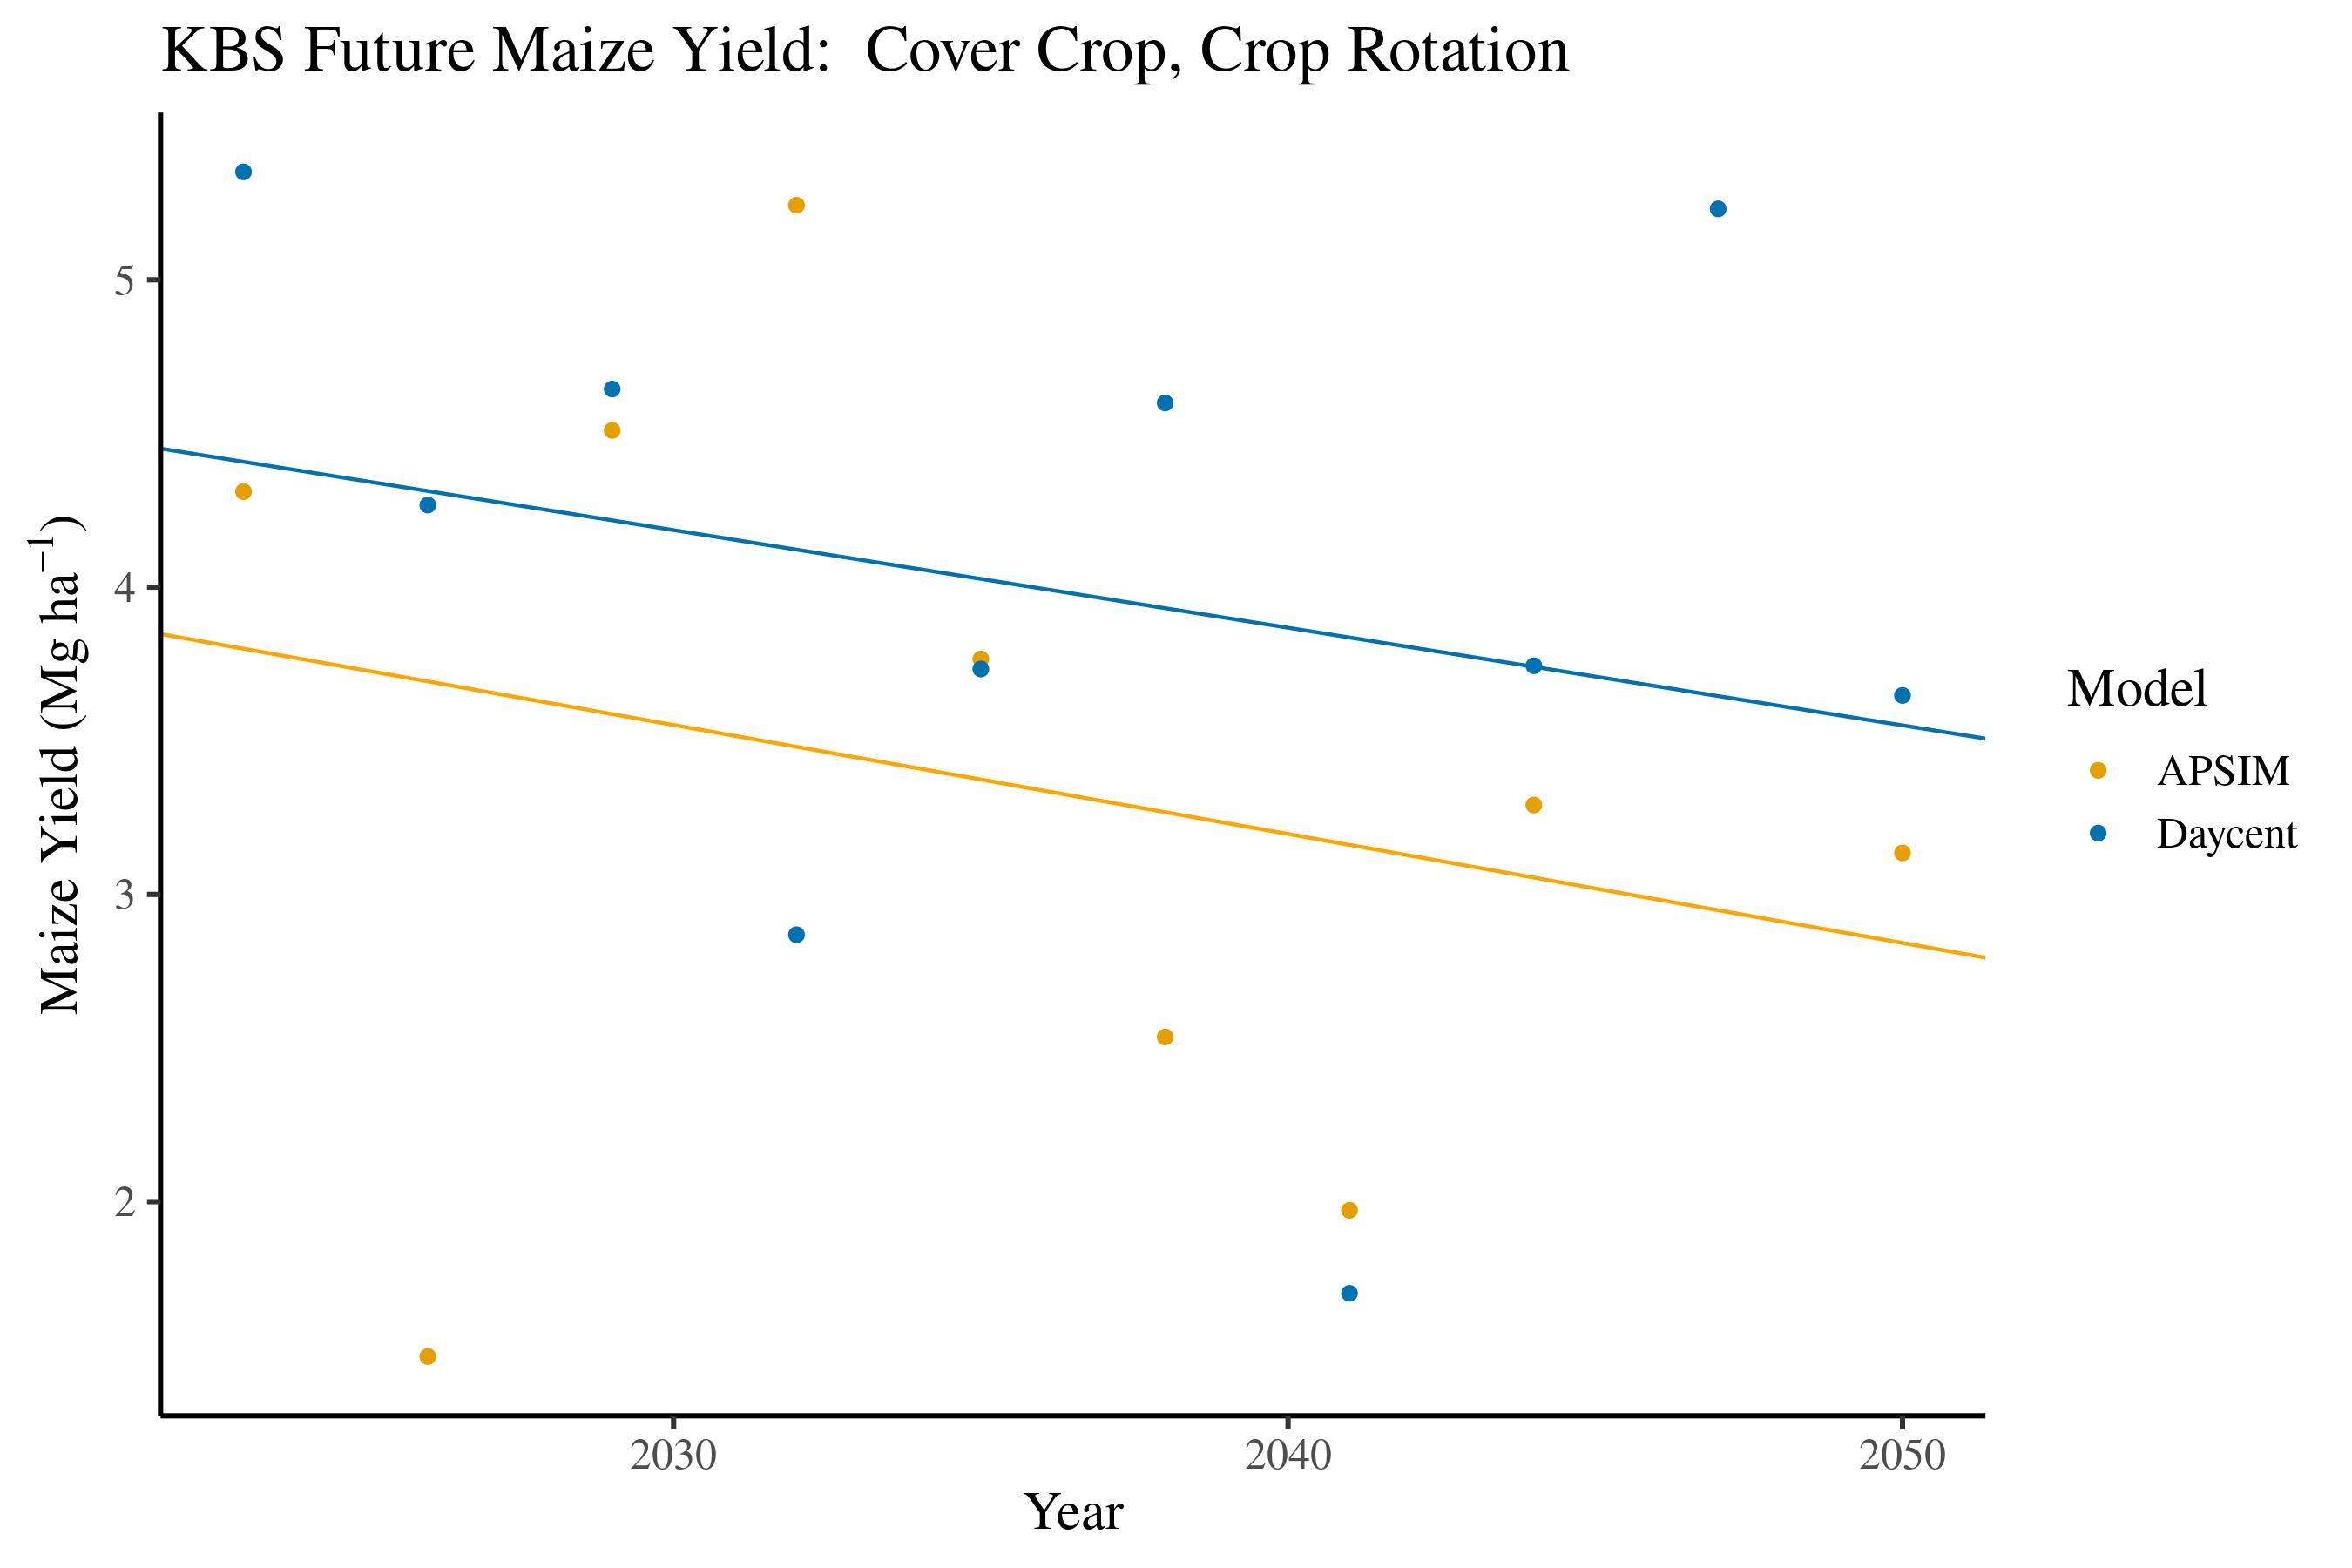 KBS Future Maize Yield:  Cover Crop, Crop Rotation
Maize Yield (Mg ha⁻¹)
5
4
3
2
2030
2040
2050
Year
Model
APSIM
Daycent